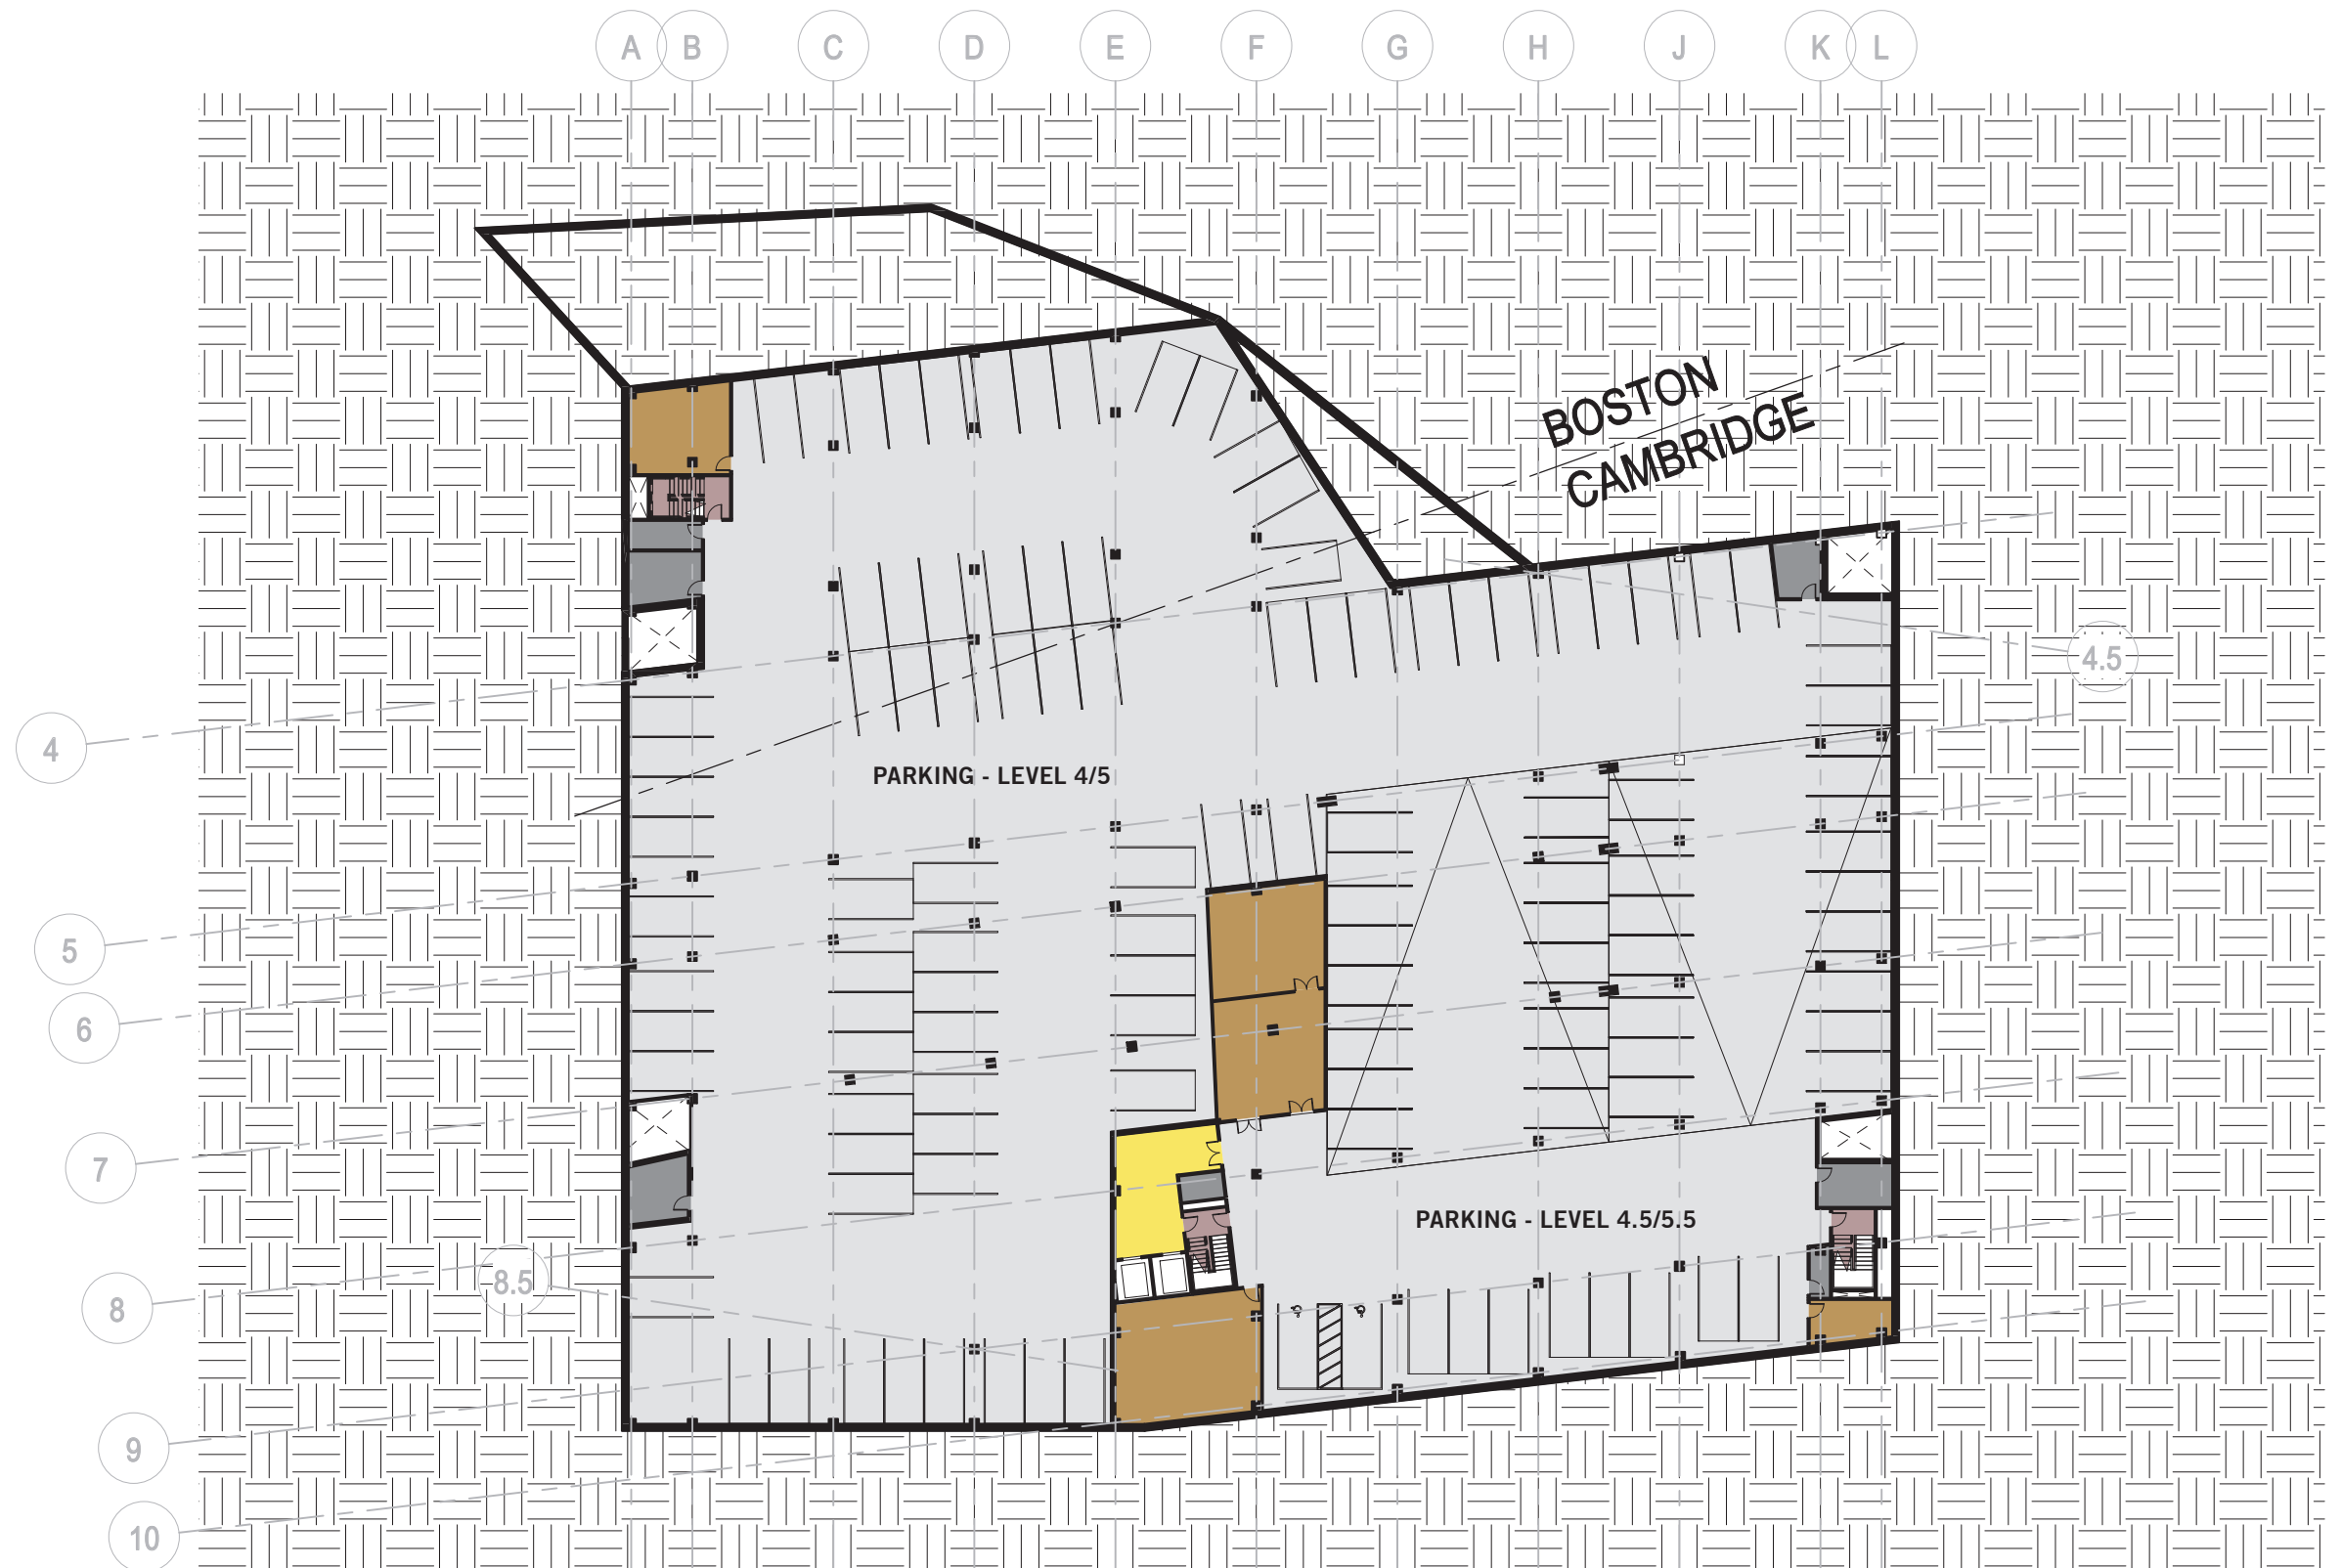 A B C D E F G H J K L
BOSTON
CAMBRIDGE
4.5
4
PARKING - LEVEL 4/5
5
6
7
PARKING - LEVEL 4.5/5.5
8.5
8
9
10